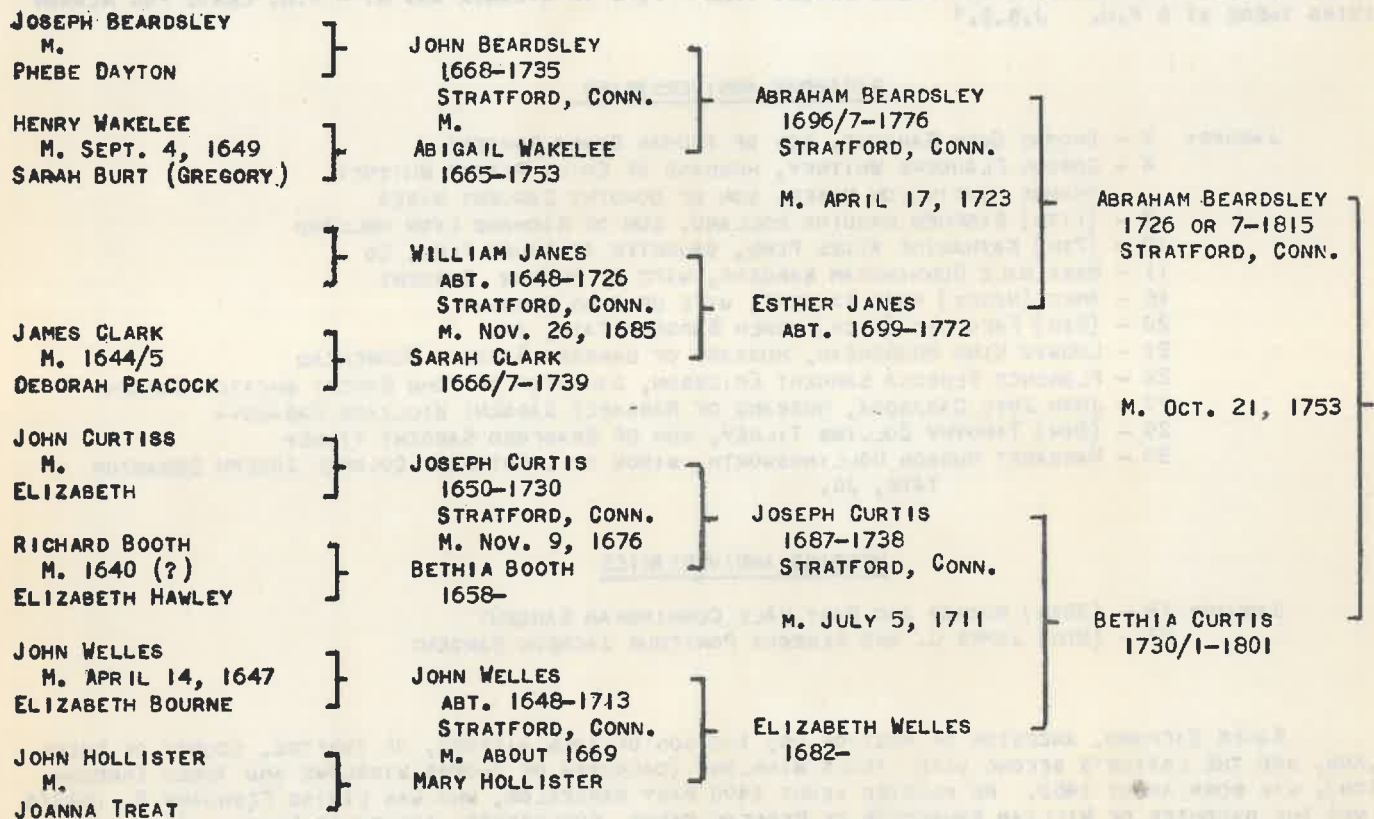 JOSEPH BEARDSLEY
M.
PHEBE DAYTON
HENRY WAKELEE
M. SEPT. 4, 1649
SARAH BURT (GREGORY)
JAMES CLARK
M. 1644/5
DEBORAH PEACOCK
JOHN CURTISS
M.
ELIZABETH
RICHARD BOOTH
M. 1640 (?)
ELIZABETH HAWLEY
JOHN WELLES
M. APRIL 14, 1647
ELIZABETH BOURNE
JOHN HOLLISTER
M.
JOANNA TREAT
JOHN BEARDSLEY
1668-1735
STRATFORD, CONN.
M.
ABIGAIL WAKELEE
1665-1753
WILLIAM JANES
ABT. 1648-1726
STRATFORD, CONN.
M. NOV. 26, 1685
SARAH CLARK
1666/7-1739
JOSEPH CURTIS
1650-1730
STRATFORD, CONN.
M. NOV. 9, 1676
BETHIA BOOTH
1658-
JOHN WELLES
ABT. 1648-1713
STRATFORD, CONN.
M. ABOUT 1669
MARY HOLLISTER
ABRAHAM BEARDSLEY
1696/7-1776
STRATFORD, CONN.
M. APRIL 17, 1723
ESTHER JANES
ABT. 1699-1772
JOSEPH CURTIS
1687-1738
STRATFORD, CONN.
M. JULY 5, 1711
ELIZABETH WELLES
1682-
ABRAHAM BEARDSLEY
1726 OR 7-1815
STRATFORD, CONN.
M. OCT. 21, 1753
BETHIA CURTIS
1730/1-1801